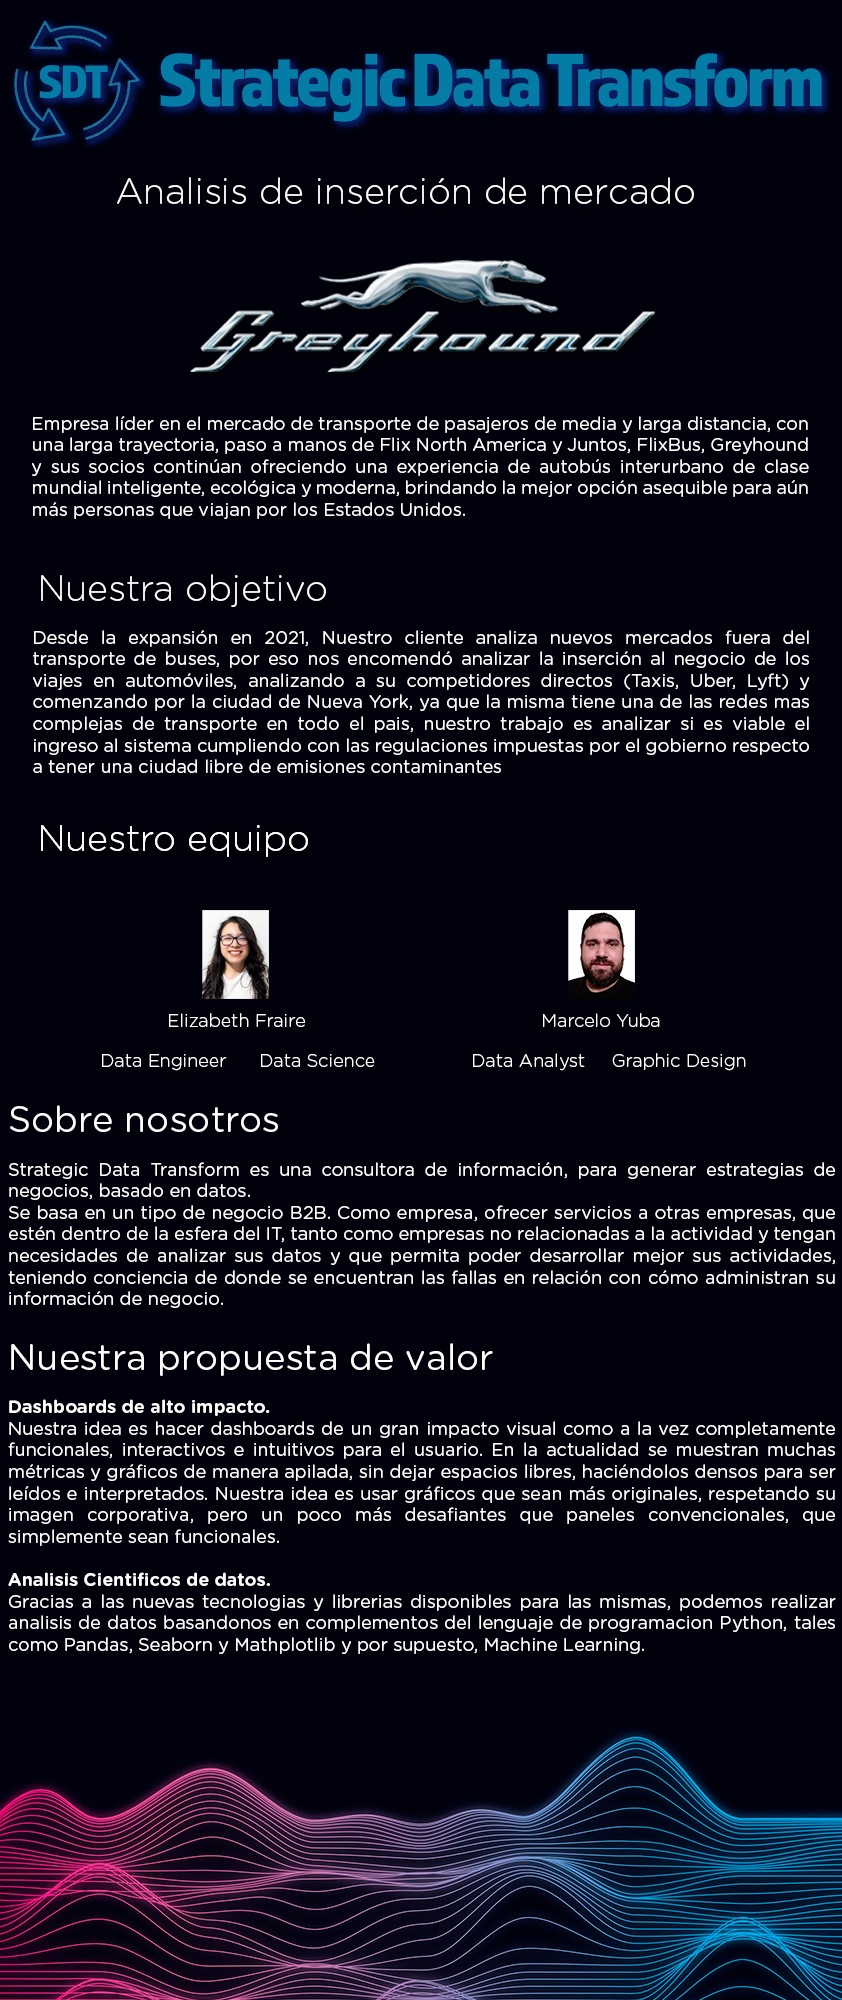 SDT
Strategic Data Transform
Analisis de inserción de mercado
Greyhound
Empresa líder en el mercado de transporte de pasajeros de media y larga distancia, con
una larga trayectoria, paso a manos de Flix North America y Juntos, FlixBus, Greyhound
y sus socios continúan ofreciendo una experiencia de autobús interurbano de clase
mundial inteligente, ecológica y moderna, brindando la mejor opción asequible para aún
más personas que viajan por los Estados Unidos.
Nuestra objetivo
Desde la expansión en 2021, Nuestro cliente analiza nuevos mercados fuera del
transporte de buses, por eso nos encomendó analizar la inserción al negocio de los
viajes en automóviles, analizando a su competidores directos (Taxis, Uber, Lyft) y
comenzando por la ciudad de Nueva York, ya que la misma tiene una de las redes mas
complejas de transporte en todo el pais, nuestro trabajo es analizar si es viable el
ingreso al sistema cumpliendo con las regulaciones impuestas por el gobierno respecto
a tener una ciudad libre de emisiones contaminantes
Nuestro equipo
Elizabeth Fraire Marcelo Yuba
Data Engineer Data Science Data Analyst Graphic Design
Sobre nosotros
Strategic Data Transform es una consultora de información, para generar estrategias de
negocios, basado en datos.
Se basa en un tipo de negocio B2B. Como empresa, ofrecer servicios a otras empresas, que
estén dentro de la esfera del IT, tanto como empresas no relacionadas a la actividad y tengan
necesidades de analizar sus datos y que permita poder desarrollar mejor sus actividades,
teniendo conciencia de donde se encuentran las fallas en relación con cómo administran su
información de negocio.
Nuestra propuesta de valor
Dashboards de alto impacto.
Nuestra idea es hacer dashboards de un gran impacto visual como a la vez completamente
funcionales, interactivos e intuitivos para el usuario. En la actualidad se muestran muchas
métricas y gráficos de manera apilada, sin dejar espacios libres, haciéndolos densos para ser
leídos e interpretados. Nuestra idea es usar gráficos que sean más originales, respetando su
imagen corporativa, pero un poco más desafiantes que paneles convencionales, que
simplemente sean funcionales.
Analisis Cientificos de datos.
Gracias a las nuevas tecnologias y librerias disponibles para las mismas, podemos realizar
analisis de datos basandonos en complementos del lenguaje de programacion Python, tales
como Pandas, Seaborn y Mathplotlib y por supuesto, Machine Learning.